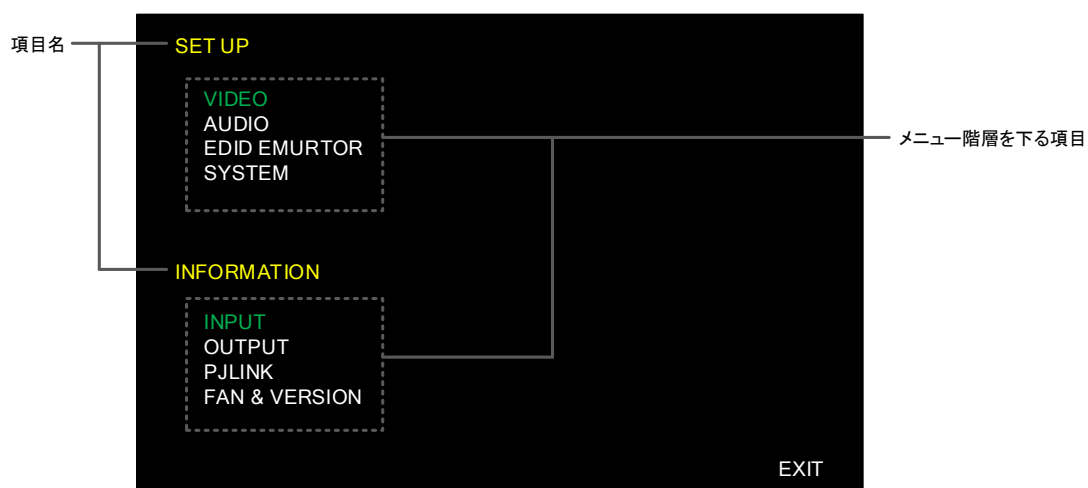 項目名
SET UP
VIDEO
AUDIO
EDID EMURTOR
SYSTEM
メニュー階層を下る項目
INFORMATION
INPUT
OUTPUT
PJLINK
FAN & VERSION
EXIT